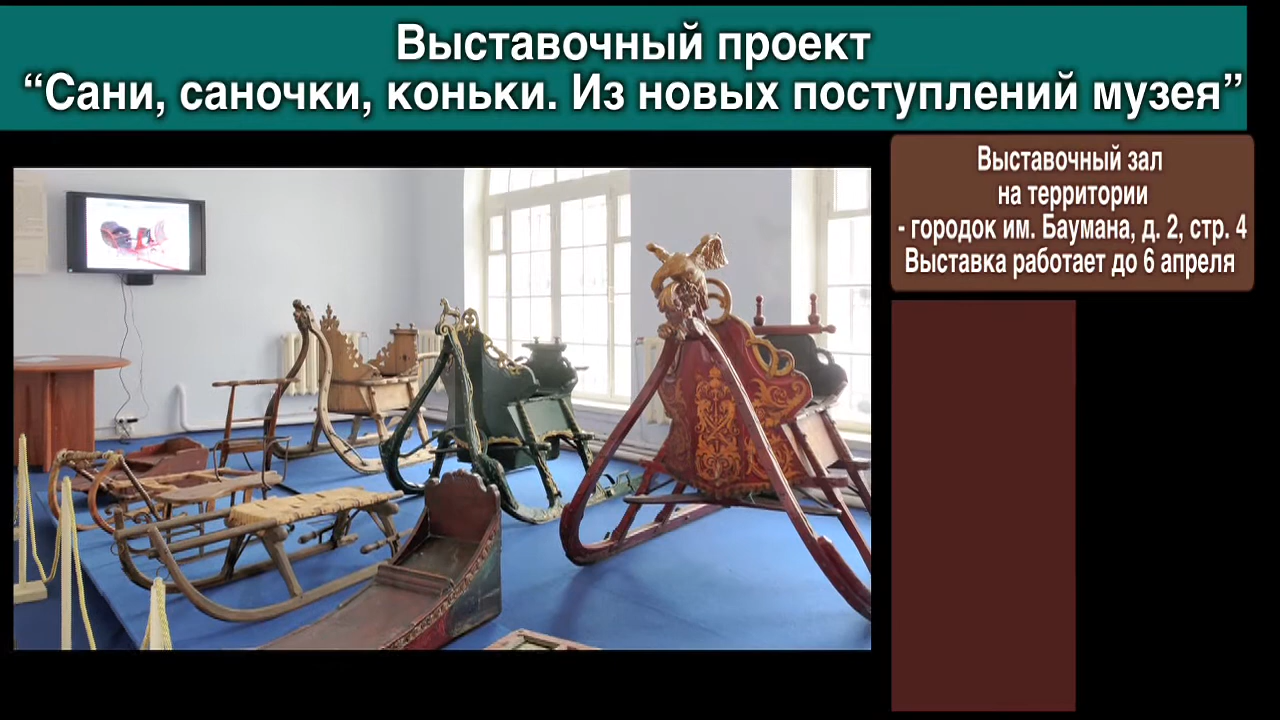 Выставочный проект
“Сани, саночки, коньки. Из новых поступлений музея”
Выставочный зал
на территории
- городок им. Баумана, д. 2, стр. 4
Выставка работает до 6 апреля